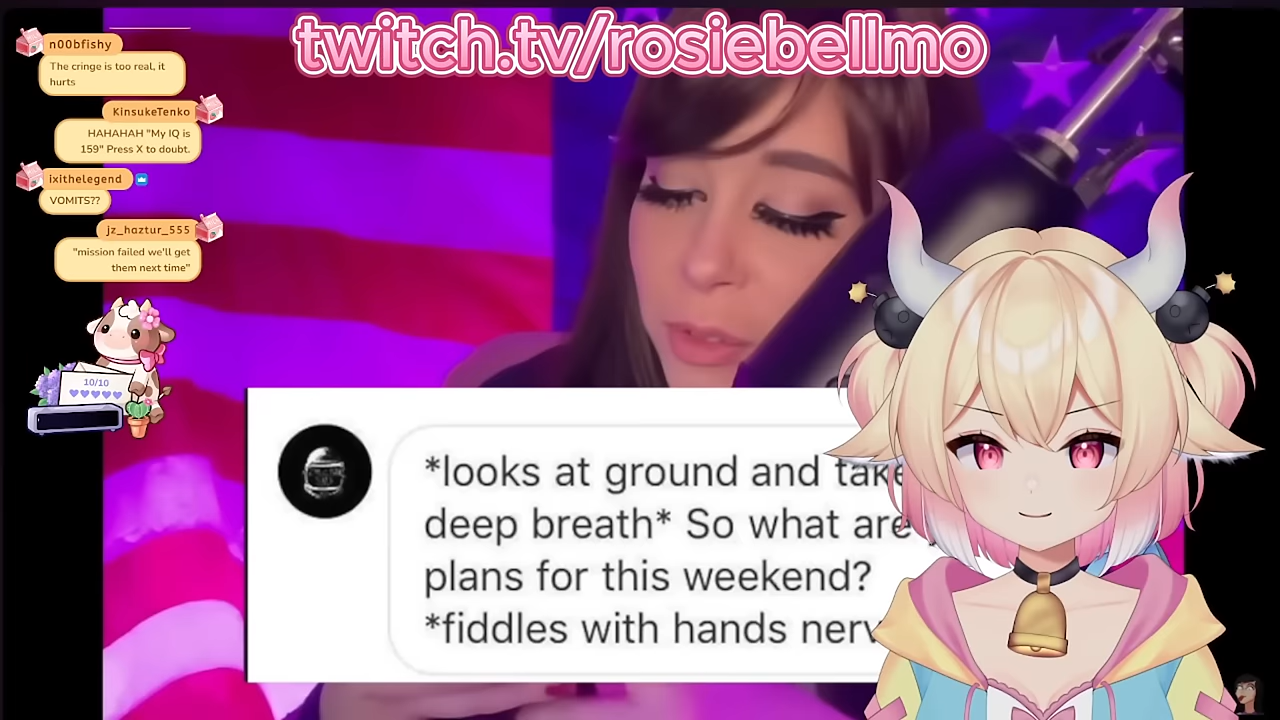 twitch.tv/rosiebellmo
n00bfishy
The cringe is too real, it
hurts
KinsukeTenko
HAHAHAH "My IQ is
159" Press X to doubt.
ixithelegend
VOMITS??
jz_haztur_555
"mission failed we'll get
them next time"
10/10
*looks at ground and take
deep breath* So what are
plans for this weekend?
*fiddles with hands nerv